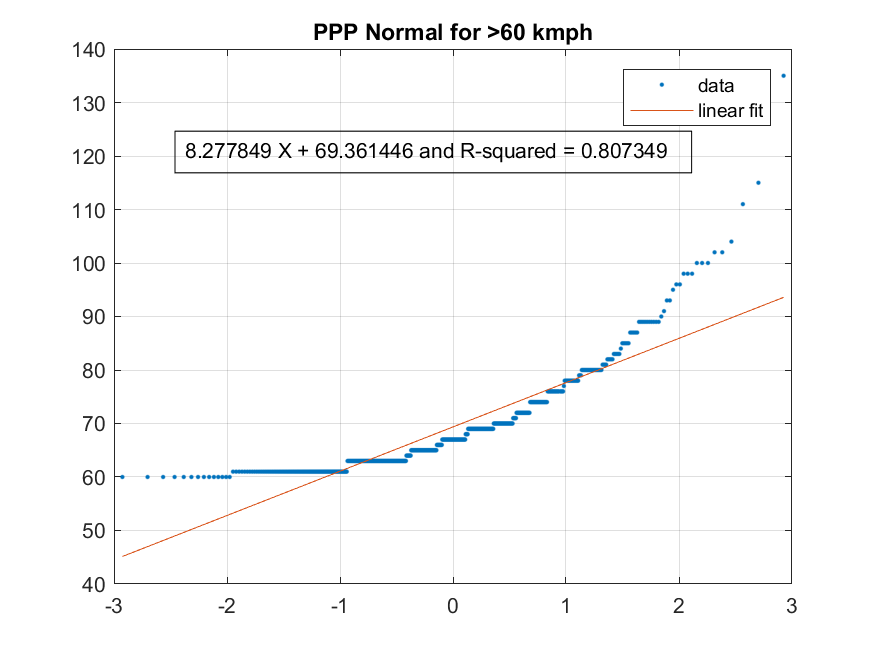 PPP Normal for >60 kmph
140
130
120
110
100
90
80
70
60
50
40
data
linear fit
8.277849 X + 69.361446 and R-squared = 0.807349
-3 -2 -1 0 1 2 3